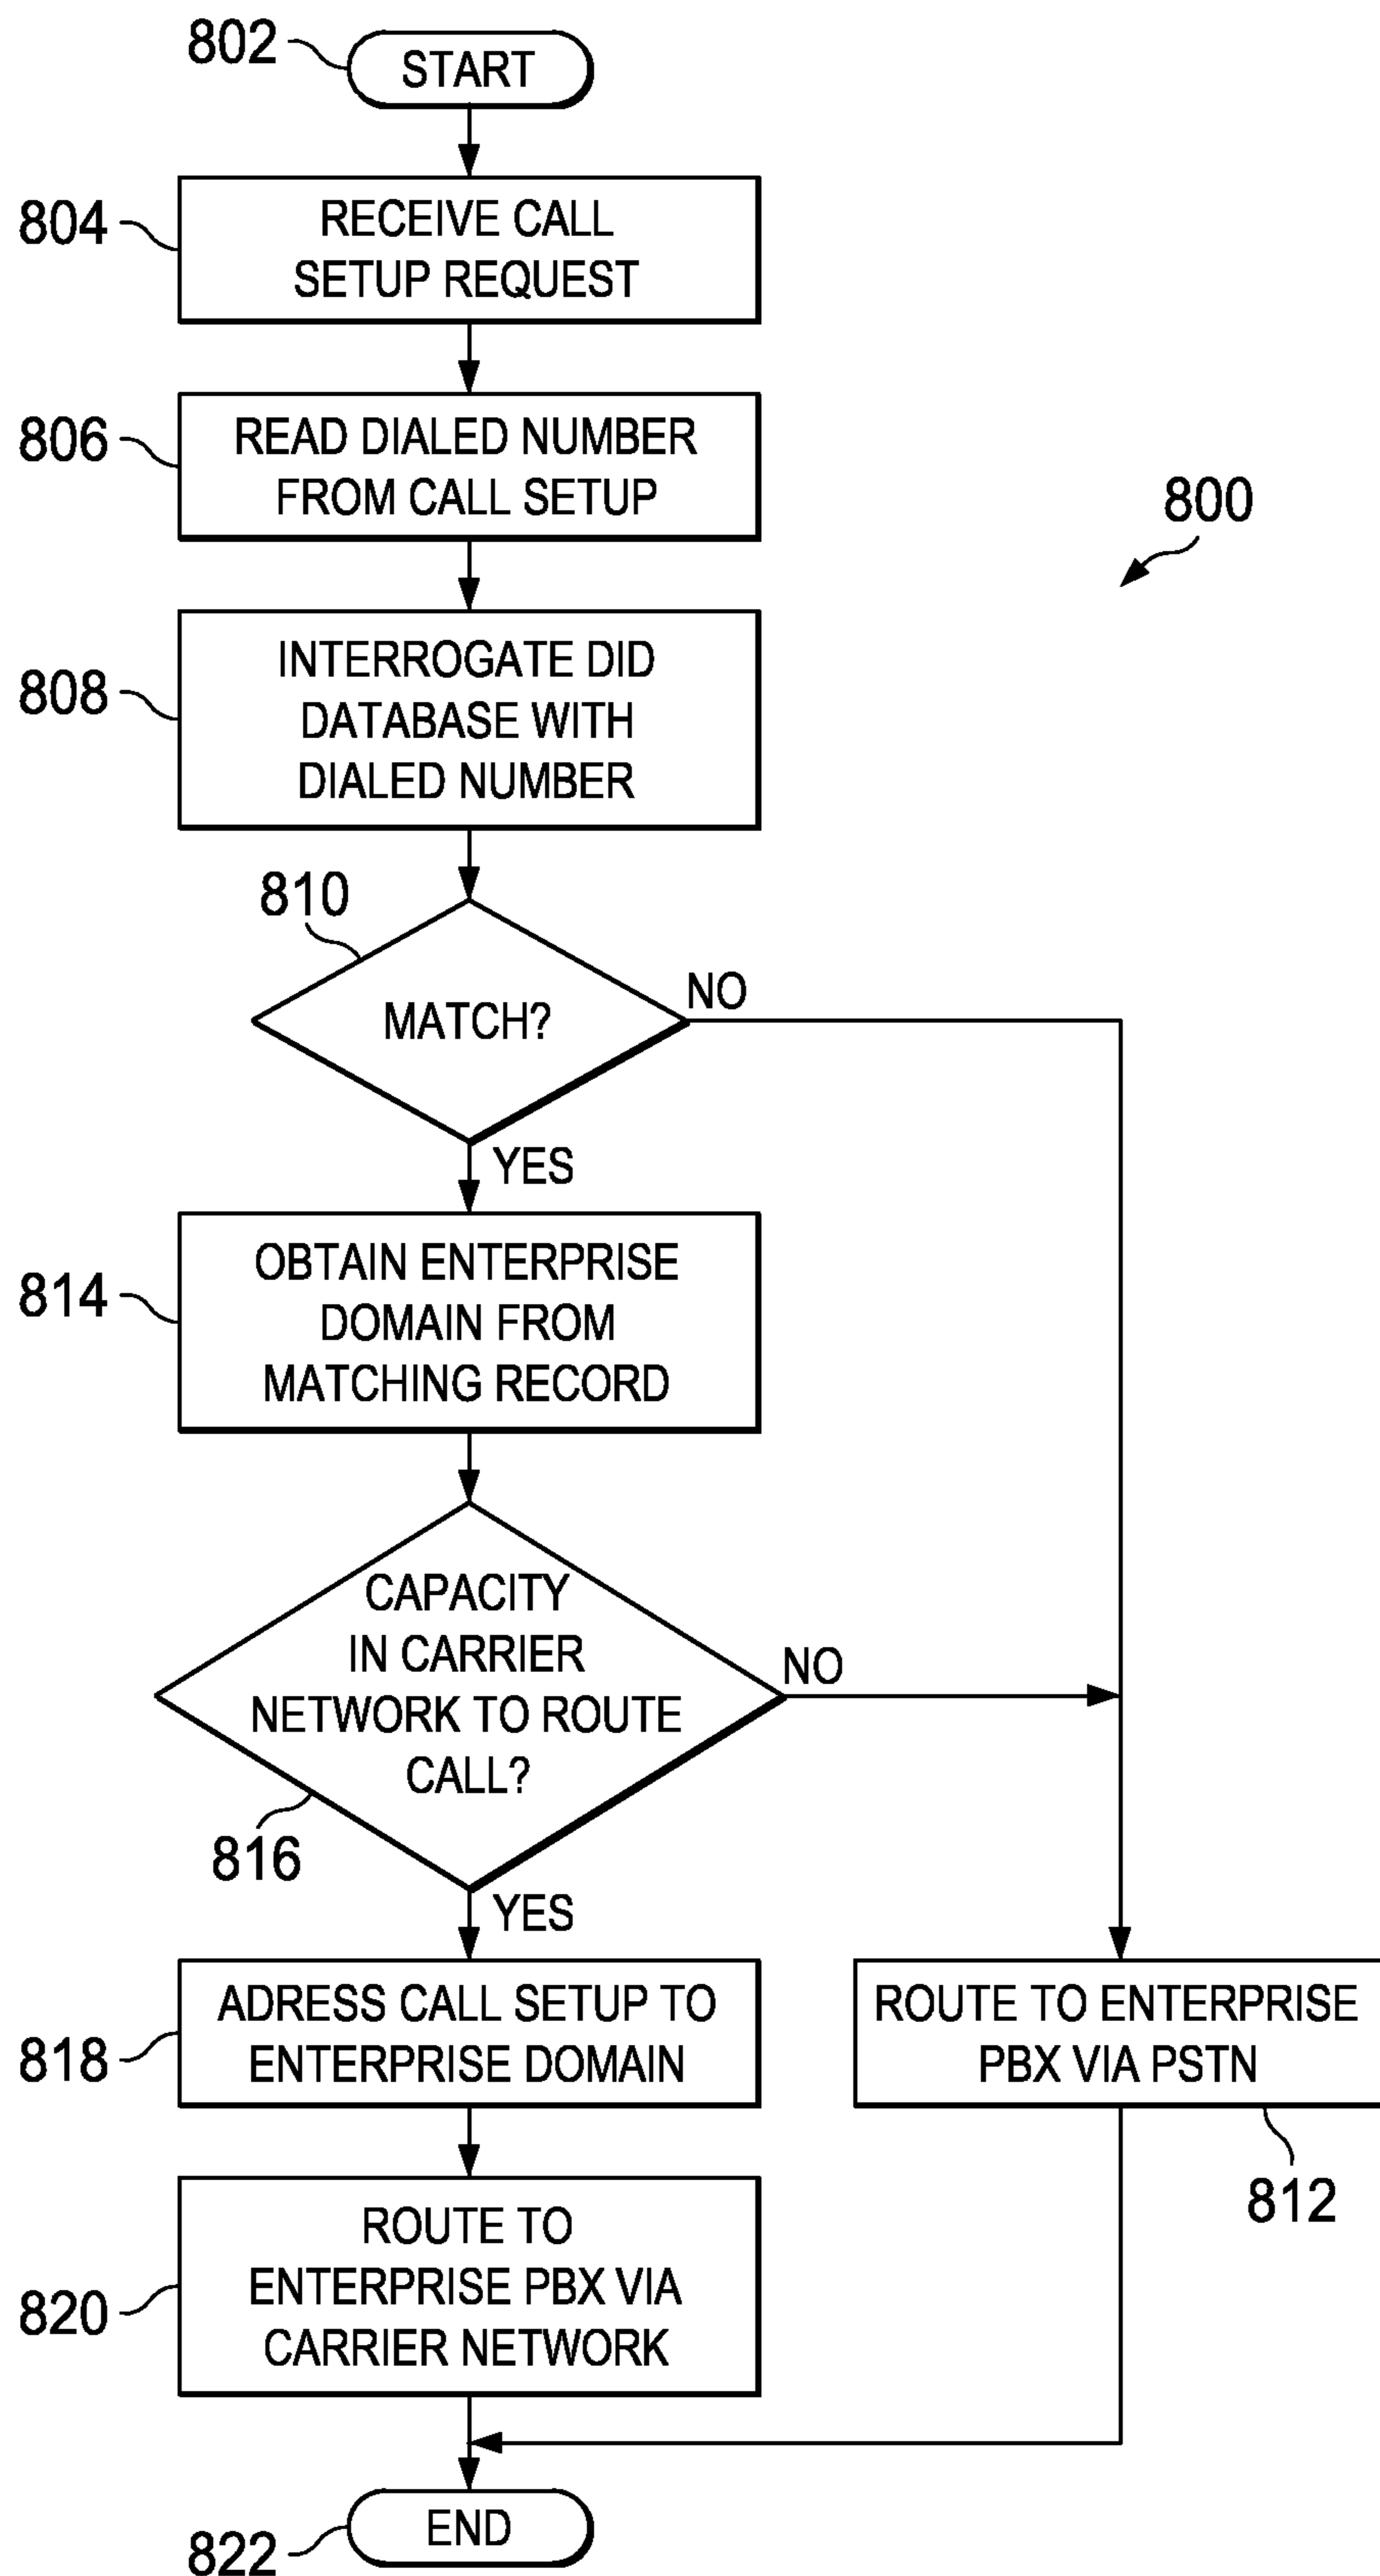 802
START
804
RECEIVE CALL
SETUP REQUEST
806
READ DIALED NUMBER
FROM CALL SETUP
800
808
INTERROGATE DID
DATABASE WITH
DIALED NUMBER
810
MATCH?
NO
YES
814
OBTAIN ENTERPRISE
DOMAIN FROM
MATCHING RECORD
CAPACITY
IN CARRIER
NETWORK TO ROUTE
CALL?
NO
816
YES
818
ADRESS CALL SETUP TO
ENTERPRISE DOMAIN
ROUTE TO ENTERPRISE
PBX VIA PSTN
812
820
ROUTE TO
ENTERPRISE PBX VIA
CARRIER NETWORK
822
END